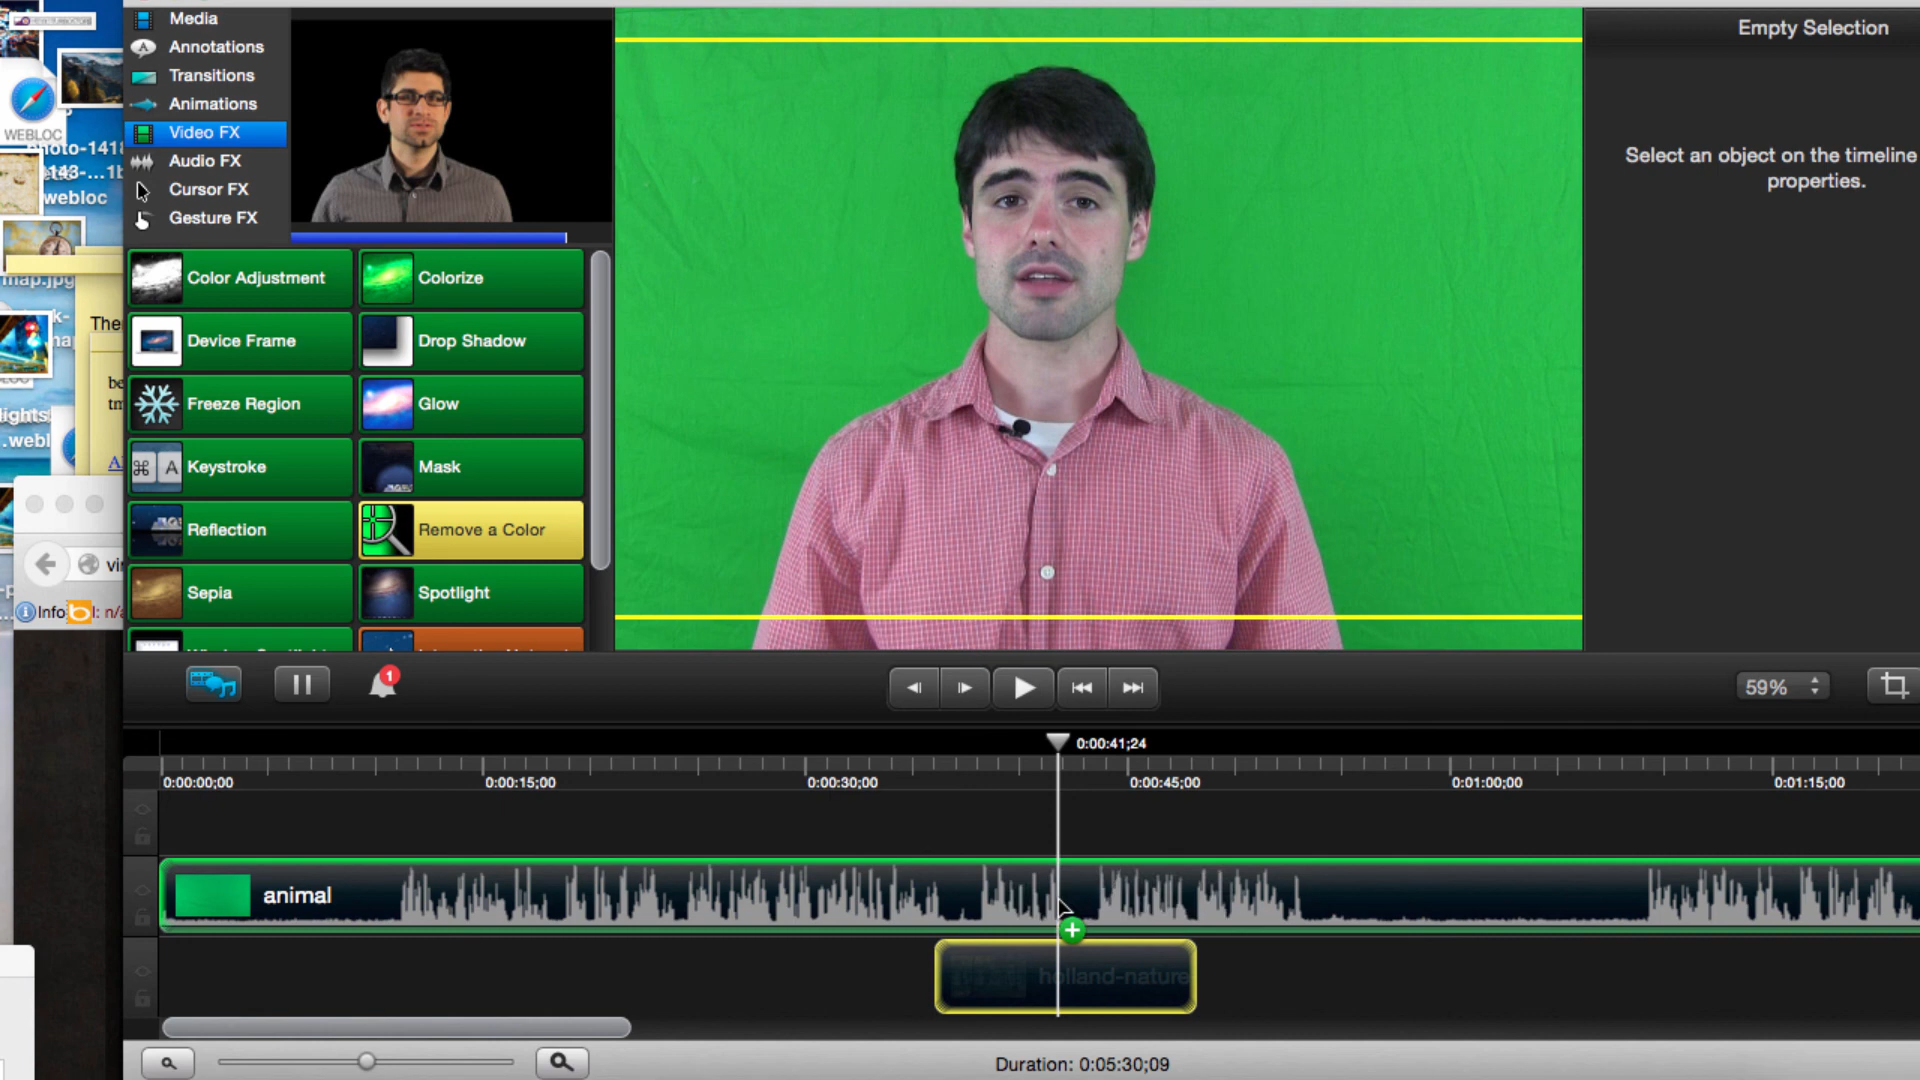 Media
Annotations
Transitions
Animations
Video FX
Audio FX
Cursor FX
Gesture FX
Empty Selection
Select an object on the timeline
properties.
WEBLOC
webloc
map.jpg
Color Adjustment
Colorize
Device Frame
Drop Shadow
Freeze Region
Glow
Keystroke
Mask
Reflection
Remove a Color
Sepia
Spotlight
A
Info
1
59%
0:00:41;24
0:00:00;00
0:00:15;00
0:00:30;00
0:00:45;00
0:01:00;00
0:01:15;00
animal
holland-nature
Duration: 0:05:30;09